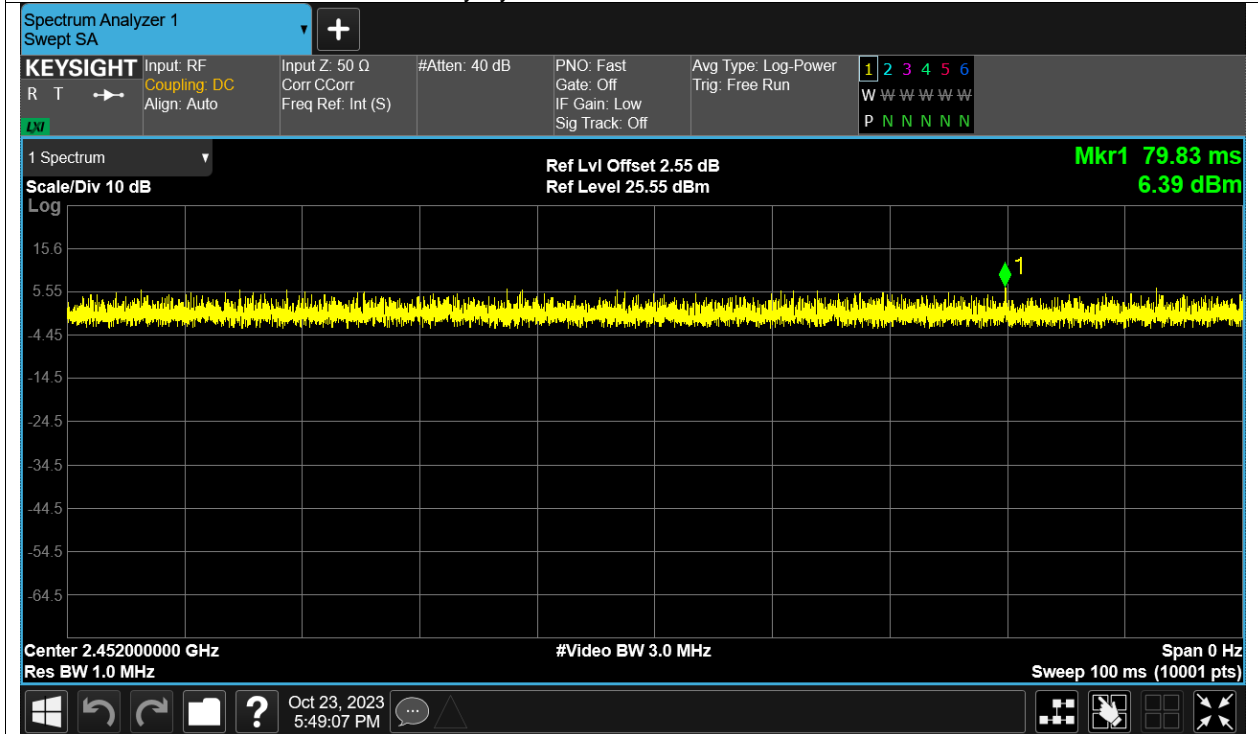 Spectrum Analyzer 1
Swept SA
▼
+
KEYSIGHT
R T
LXI
Input: RF
Coupling: DC
Align: Auto
Input Z: 50 Ω
Corr CCorr
Freq Ref: Int (S)
#Atten: 40 dB
PNO: Fast
Gate: Off
IF Gain: Low
Sig Track: Off
Avg Type: Log-Power
Trig: Free Run
1 2 3 4 5 6
W W W W W W
P N N N N N
1 Spectrum ▼
Scale/Div 10 dB
Log
Ref Lvl Offset 2.55 dB
Ref Level 25.55 dBm
Mkr1 79.83 ms
6.39 dBm
15.6
1
5.55
-4.45
-14.5
-24.5
-34.5
-44.5
-54.5
-64.5
Center 2.452000000 GHz
#Video BW 3.0 MHz
Span 0 Hz
Res BW 1.0 MHz
Sweep 100 ms (10001 pts)
?
Oct 23, 2023
5:49:07 PM